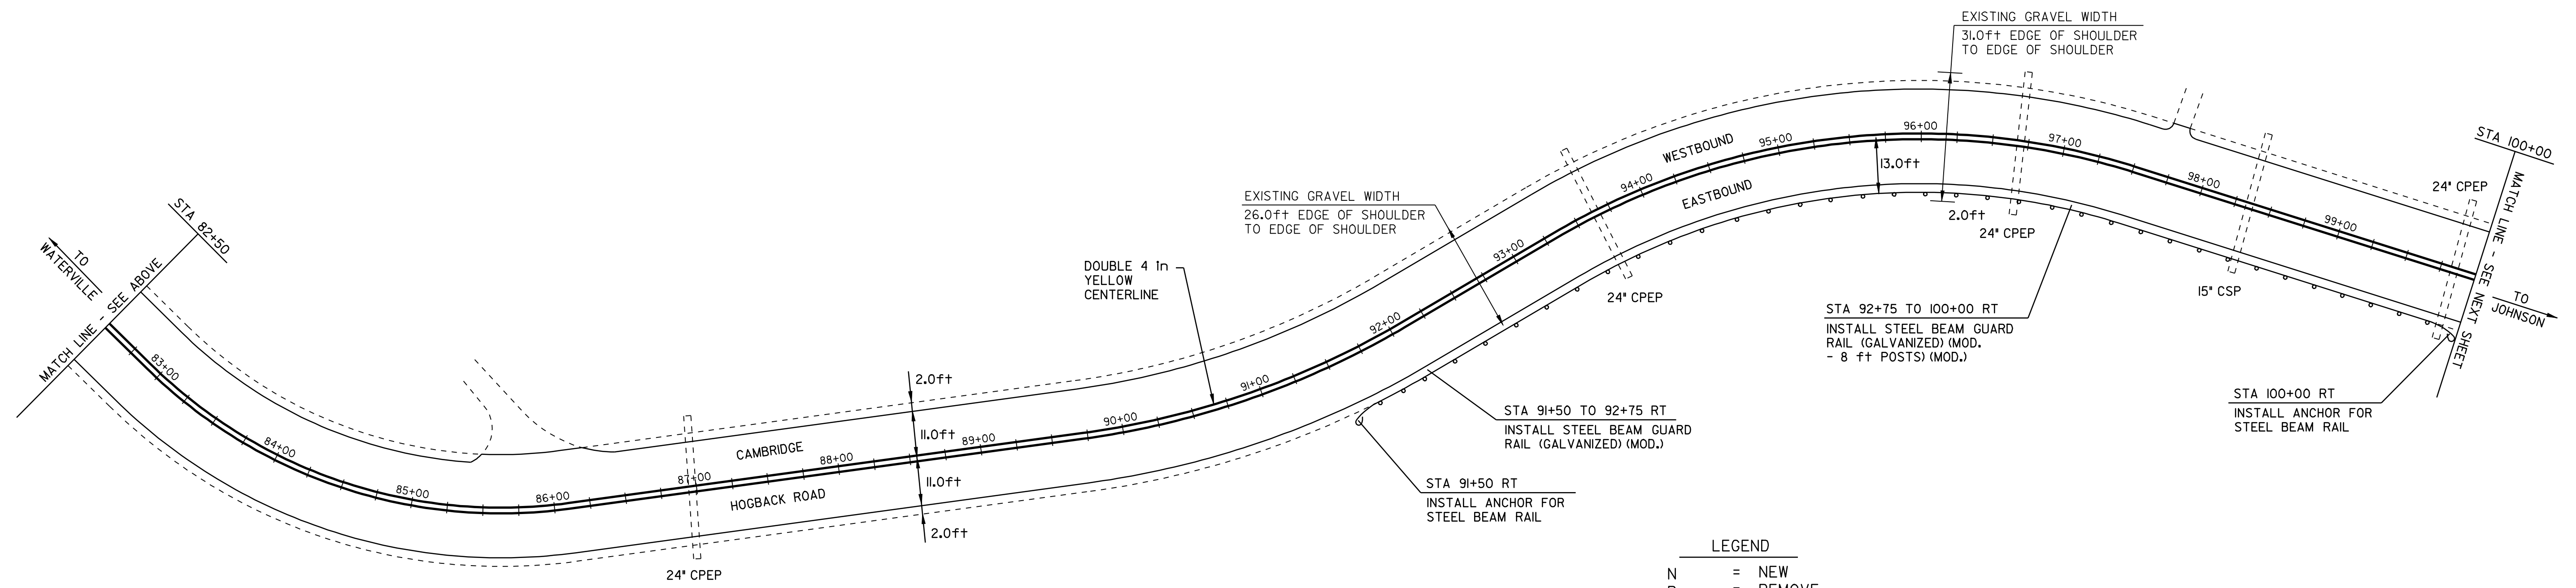 EXISTING GRAVEL WIDTH
31.0ft EDGE OF SHOULDER
TO EDGE OF SHOULDER
STA 82+50
TO
WATERVILLE
MATCH LINE - SEE ABOVE
83+00
84+00
85+00
86+00
87+00
88+00
89+00
90+00
91+00
92+00
93+00
94+00
95+00
96+00
97+00
98+00
99+00
CAMBRIDGE
HOGBACK ROAD
24" CPEP
2.0ft
11.0ft
11.0ft
2.0ft
DOUBLE 4 in
YELLOW
CENTERLINE
EXISTING GRAVEL WIDTH
26.0ft EDGE OF SHOULDER
TO EDGE OF SHOULDER
WESTBOUND
EASTBOUND
13.0ft
2.0ft
24" CPEP
24" CPEP
15" CSP
24" CPEP
STA 100+00
MATCH LINE - SEE NEXT SHEET
TO
JOHNSON
STA 91+50 RT
INSTALL ANCHOR FOR
STEEL BEAM RAIL
STA 91+50 TO 92+75 RT
INSTALL STEEL BEAM GUARD
RAIL (GALVANIZED) (MOD.)
STA 92+75 TO 100+00 RT
INSTALL STEEL BEAM GUARD
RAIL (GALVANIZED) (MOD.
- 8 ft POSTS) (MOD.)
STA 100+00 RT
INSTALL ANCHOR FOR
STEEL BEAM RAIL
LEGEND
N = NEW
R = REMOVE